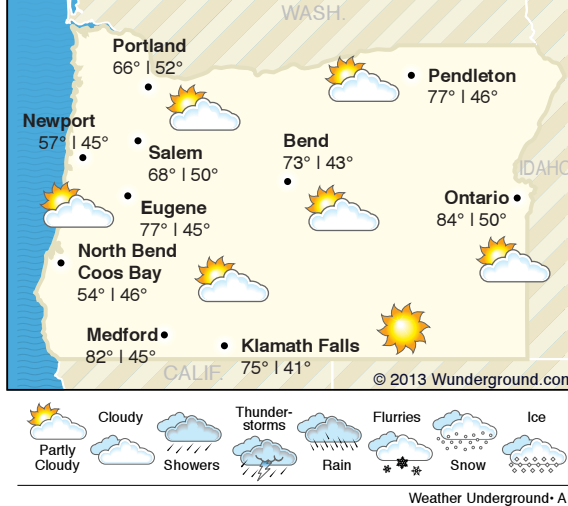 WASH.
Portland
66° | 52°
Pendleton
77° | 46°
Newport
57° | 45°
Salem
68° | 50°
Bend
73° | 43°
IDAHO
Ontario
84° | 50°
Eugene
77° | 45°
North Bend
Coos Bay
54° | 46°
Medford
82° | 45°
Klamath Falls
75° | 41°
CALIF.
© 2013 Wunderground.com
Partly
Cloudy
Cloudy
Showers
Thunder-
storms
Rain
Flurries
Snow
Ice
Weather Underground• A